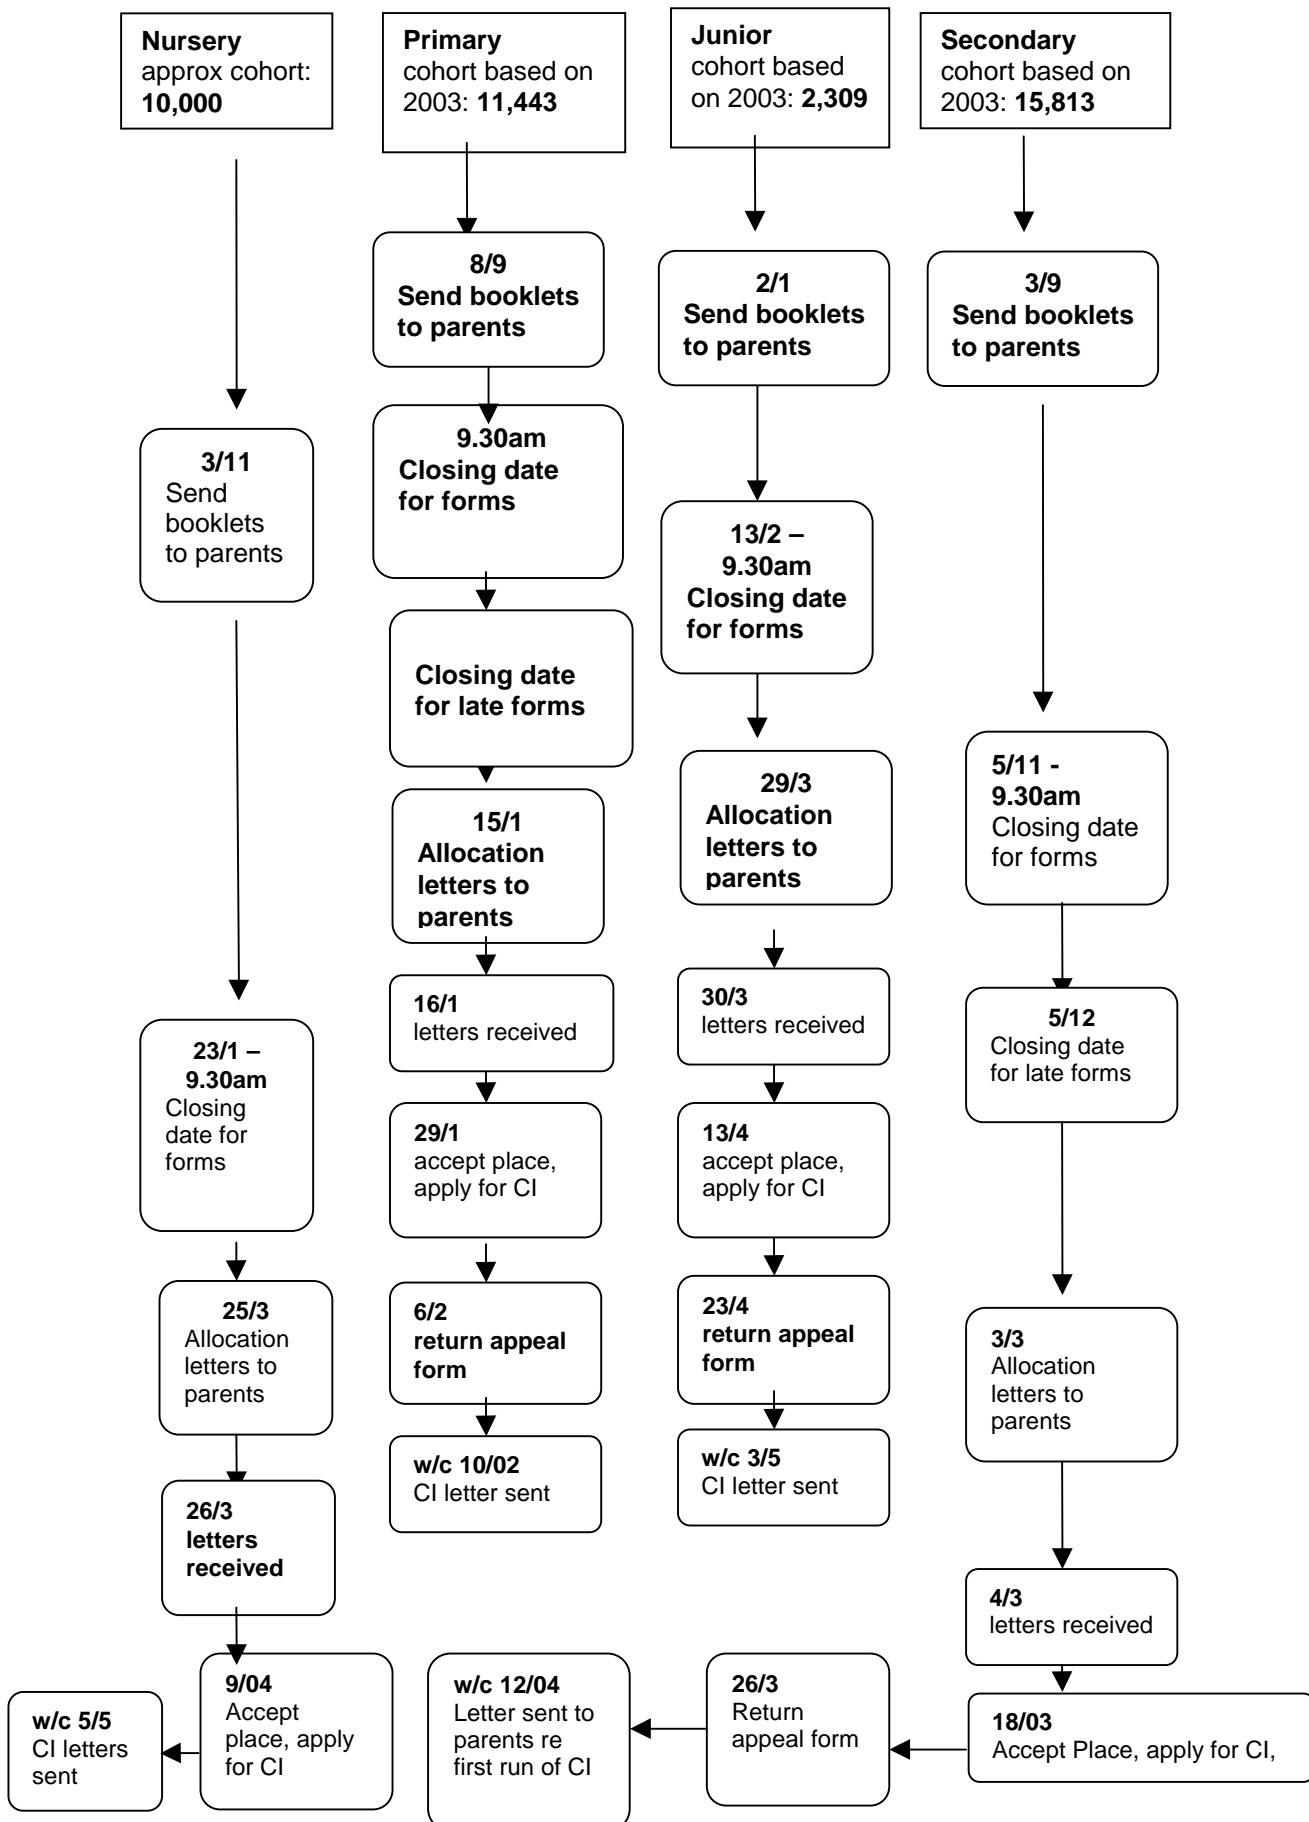 Nursery
approx cohort:
10,000
Primary
cohort based on
2003: 11,443
Junior
cohort based
on 2003: 2,309
Secondary
cohort based on
2003: 15,813
3/11
Send
booklets
to parents
23/1 –
9.30am
Closing
date for
forms
25/3
Allocation
letters to
parents
26/3
letters
received
9/04
Accept
place, apply
for CI
w/c 5/5
CI letters
sent
8/9
Send booklets
to parents
9.30am
Closing date
for forms
Closing date
for late forms
15/1
Allocation
letters to
parents
16/1
letters received
29/1
accept place,
apply for CI
6/2
return appeal
form
w/c 10/02
CI letter sent
2/1
Send booklets
to parents
13/2 –
9.30am
Closing date
for forms
29/3
Allocation
letters to
parents
30/3
letters received
13/4
accept place,
apply for CI
23/4
return appeal
form
w/c 3/5
CI letter sent
3/9
Send booklets
to parents
5/11 -
9.30am
Closing date
for forms
5/12
Closing date
for late forms
3/3
Allocation
letters to
parents
4/3
letters received
18/03
Accept Place, apply for CI,
26/3
Return
appeal form
w/c 12/04
Letter sent to
parents re
first run of CI